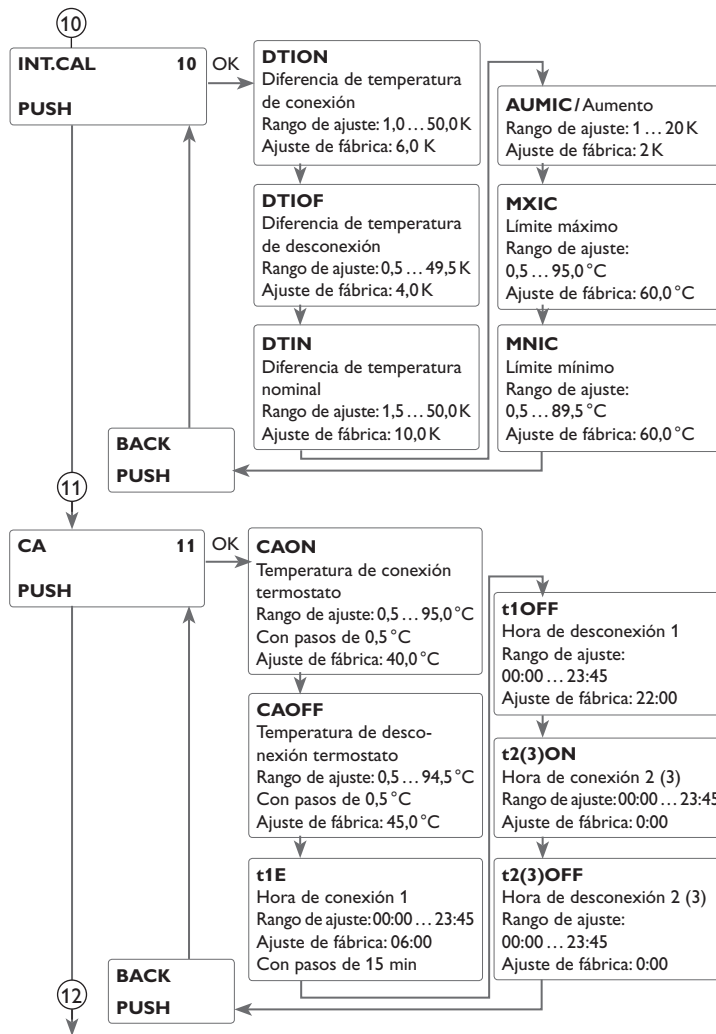 10
INT.CAL 10
PUSH
OK
DTION
Diferencia de temperatura
de conexión
Rango de ajuste: 1,0 … 50,0 K
Ajuste de fábrica: 6,0 K
DTIOF
Diferencia de temperatura
de desconexión
Rango de ajuste: 0,5 … 49,5 K
Ajuste de fábrica: 4,0 K
DTIN
Diferencia de temperatura
nominal
Rango de ajuste: 1,5 … 50,0 K
Ajuste de fábrica: 10,0 K
AUMIC / Aumento
Rango de ajuste: 1 … 20 K
Ajuste de fábrica: 2 K
MXIC
Límite máximo
Rango de ajuste:
0,5 … 95,0 °C
Ajuste de fábrica: 60,0 °C
MNIC
Límite mínimo
Rango de ajuste:
0,5 … 89,5 °C
Ajuste de fábrica: 60,0 °C
BACK
PUSH
11
CA 11
PUSH
OK
CAON
Temperatura de conexión
termostato
Rango de ajuste: 0,5 … 95,0 °C
Con pasos de 0,5 °C
Ajuste de fábrica: 40,0 °C
CAOFF
Temperatura de desco-
nexión termostato
Rango de ajuste: 0,5 … 94,5 °C
Con pasos de 0,5 °C
Ajuste de fábrica: 45,0 °C
t1E
Hora de conexión 1
Rango de ajuste: 00:00 … 23:45
Ajuste de fábrica: 06:00
Con pasos de 15 min
t1OFF
Hora de desconexión 1
Rango de ajuste:
00:00 … 23:45
Ajuste de fábrica: 22:00
t2(3)ON
Hora de conexión 2 (3)
Rango de ajuste: 00:00 … 23:45
Ajuste de fábrica: 0:00
t2(3)OFF
Hora de desconexión 2 (3)
Rango de ajuste:
00:00 … 23:45
Ajuste de fábrica: 0:00
BACK
PUSH
12